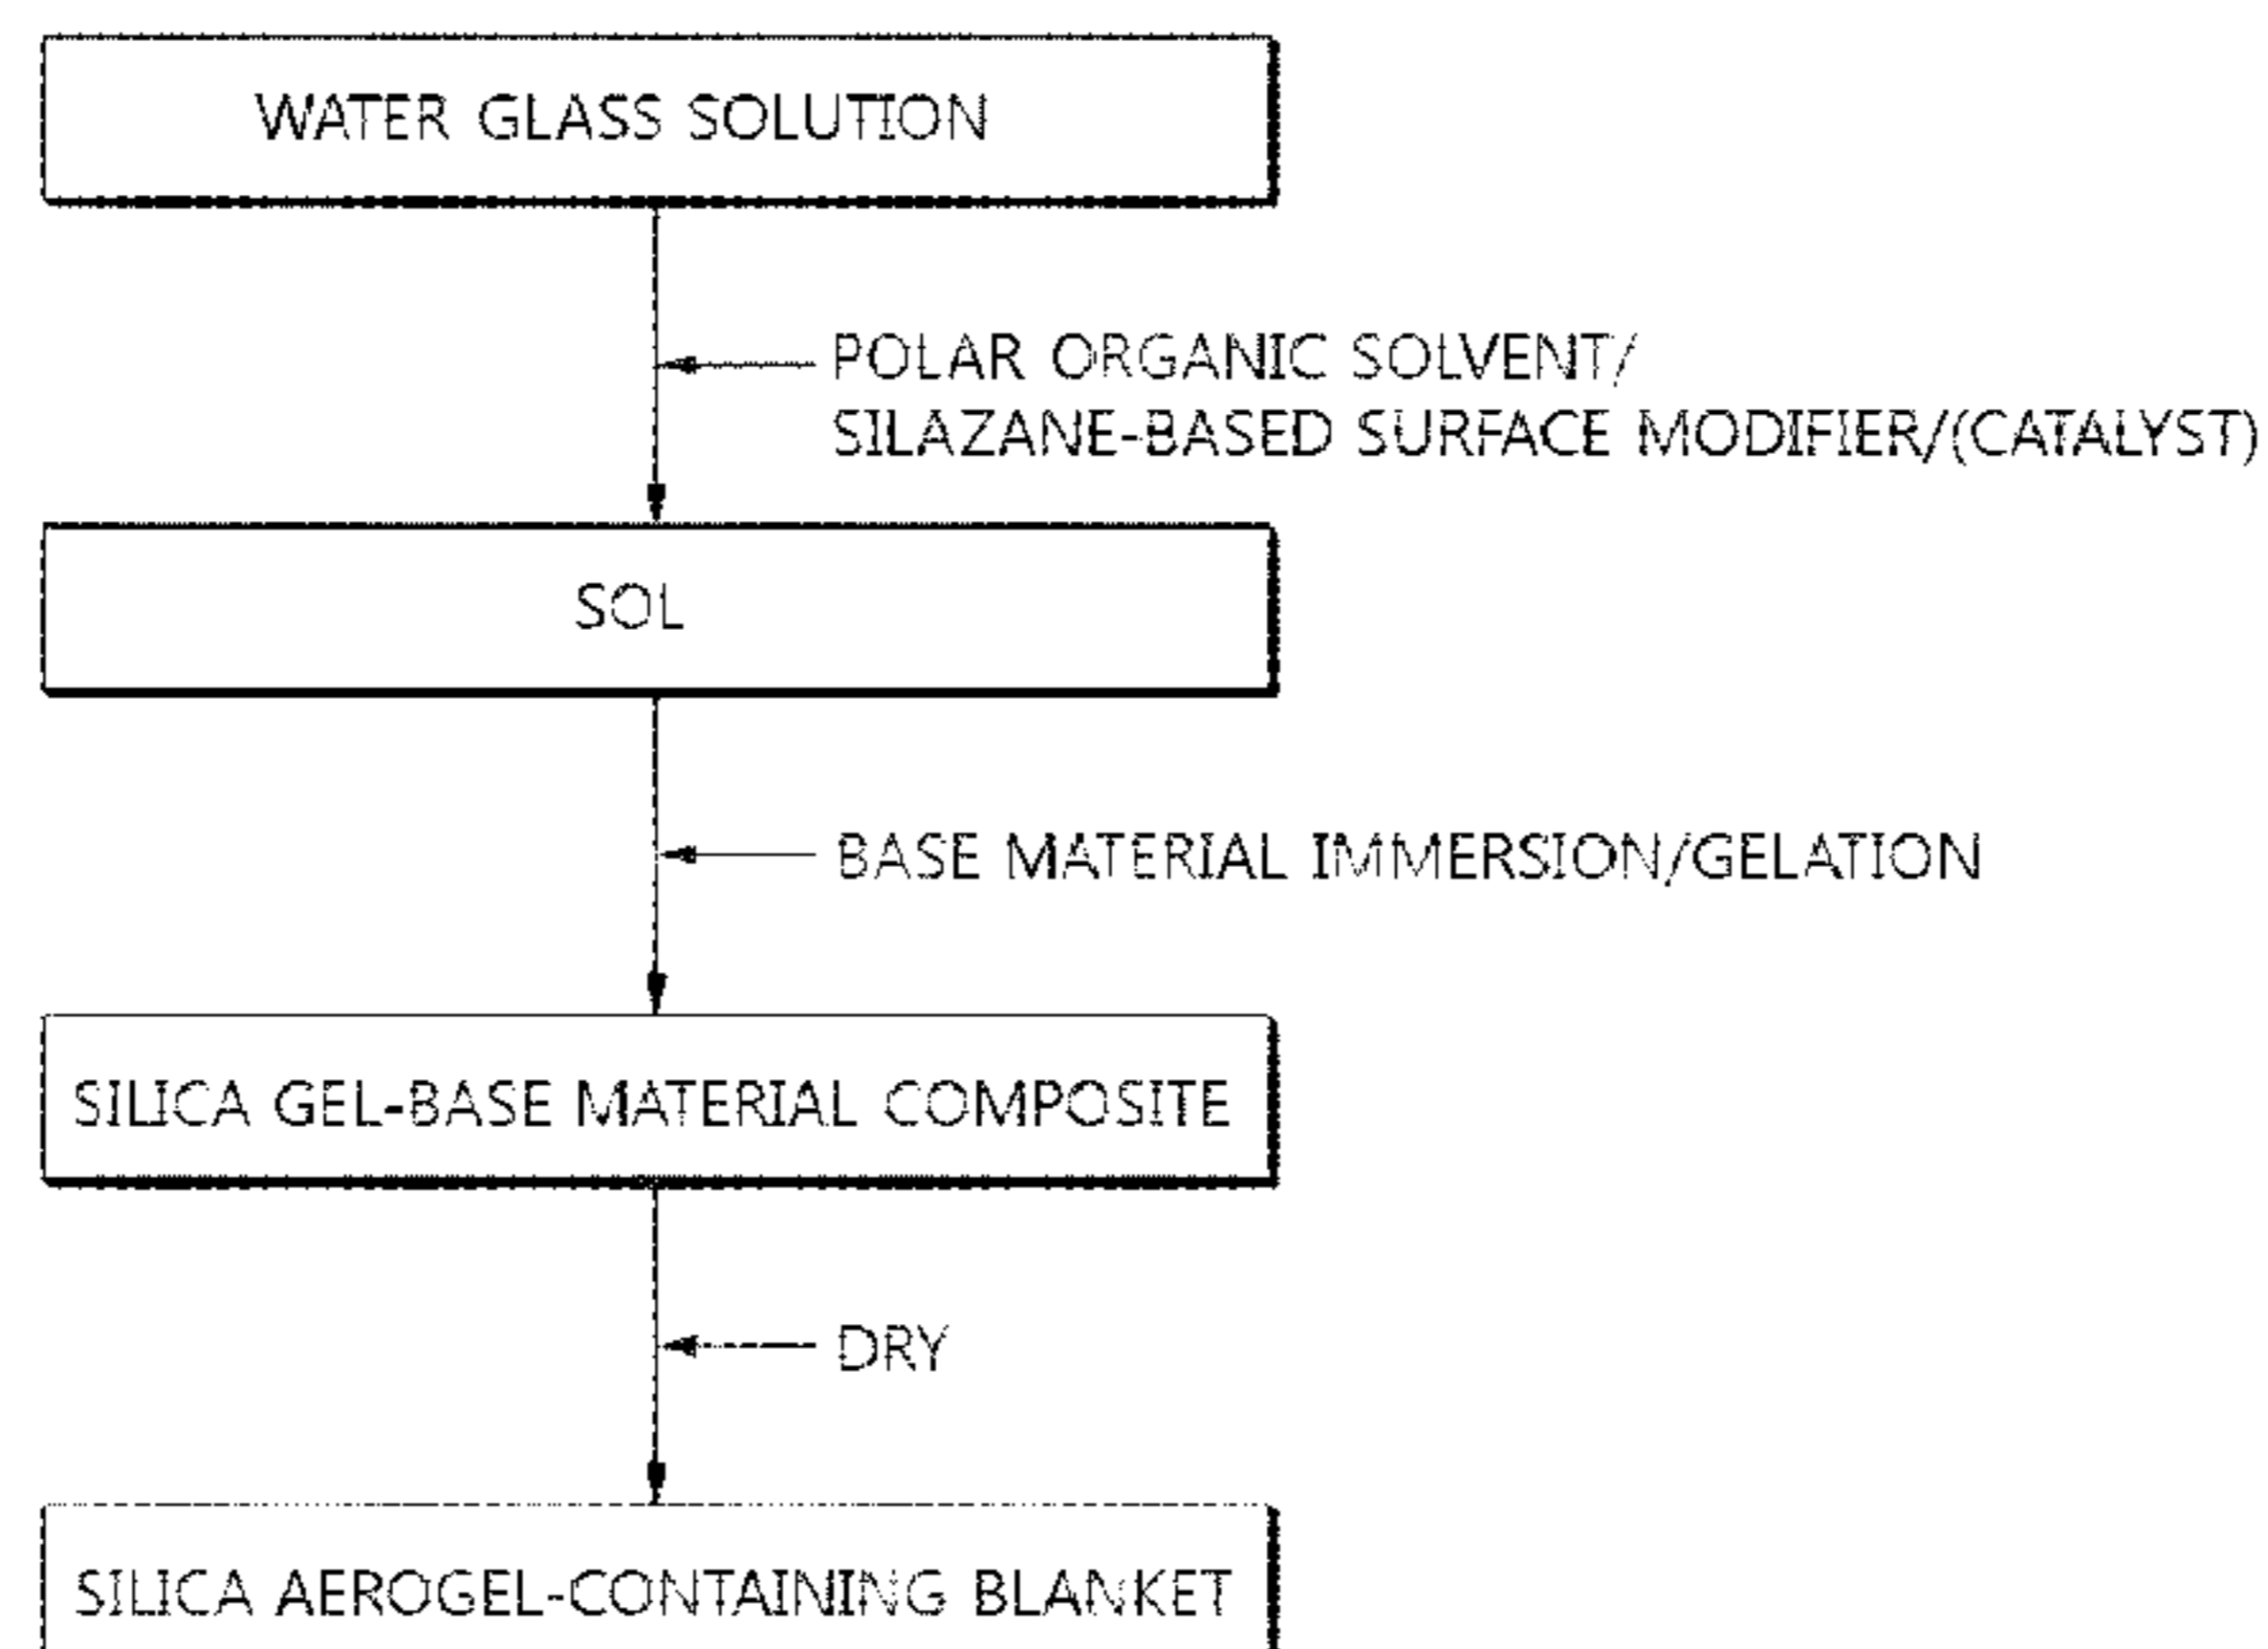 WATER GLASS SOLUTION
POLAR ORGANIC SOLVENT/
SILAZANE-BASED SURFACE MODIFIER/(CATALYST)
SOL
BASE MATERIAL IMMERSION/GELATION
SILICA GEL-BASE MATERIAL COMPOSITE
DRY
SILICA AEROGEL-CONTAINING BLANKET